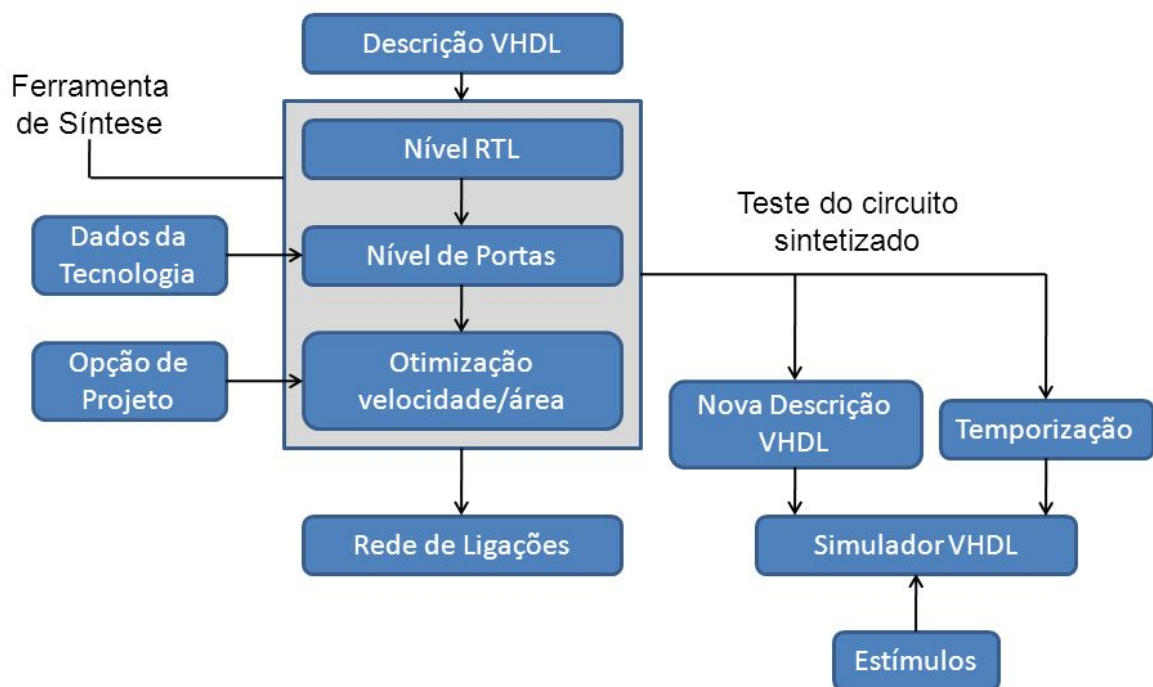 Descrição VHDL
Ferramenta
de Síntese
Nível RTL
Teste do circuito
sintetizado
Dados da
Tecnologia
Nível de Portas
Opção de
Projeto
Otimização
velocidade/área
Nova Descrição
VHDL
Temporização
Rede de Ligações
Simulador VHDL
Estímulos